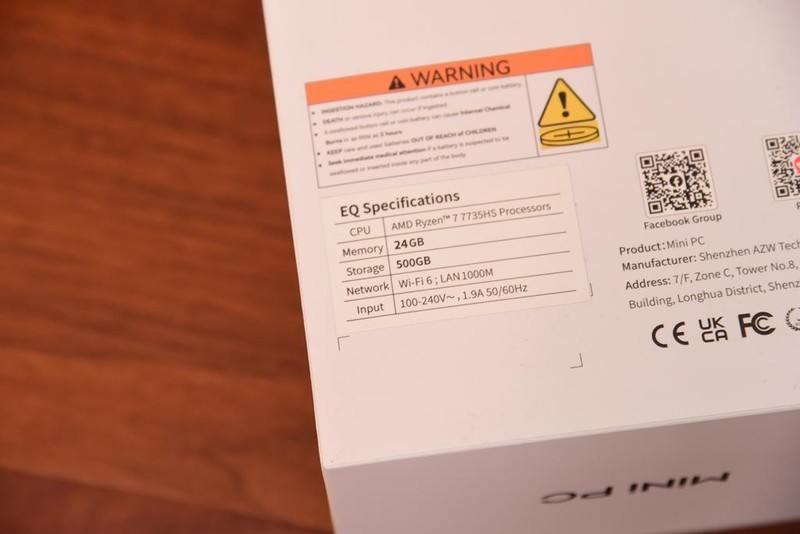 WARNING
INGESTION HAZARD: This product contains a button cell or coin battery.
DEATH or serious injury can occur if ingested.
A swallowed button cell or coin battery can cause Internal Chemical
Burns in as little as 2 hours
KEEP new and used batteries OUT OF REACH of CHILDREN
Seek immediate medical attention if a battery is suspected to be
swallowed or inserted inside any part of the body
EQ Specifications
CPU AMD Ryzen™ 7 7735HS Processors
Memory 24GB
Storage 500GB
Network Wi-Fi 6 ; LAN 1000M
Input 100-240V～, 1.9A 50/60Hz
Facebook Group
Product:Mini PC
Manufacturer: Shenzhen AZW Tech
Address: 7/F, Zone C, Tower No.8,
Building, Longhua District, Shenz
CE UK CA FC
MINI PC